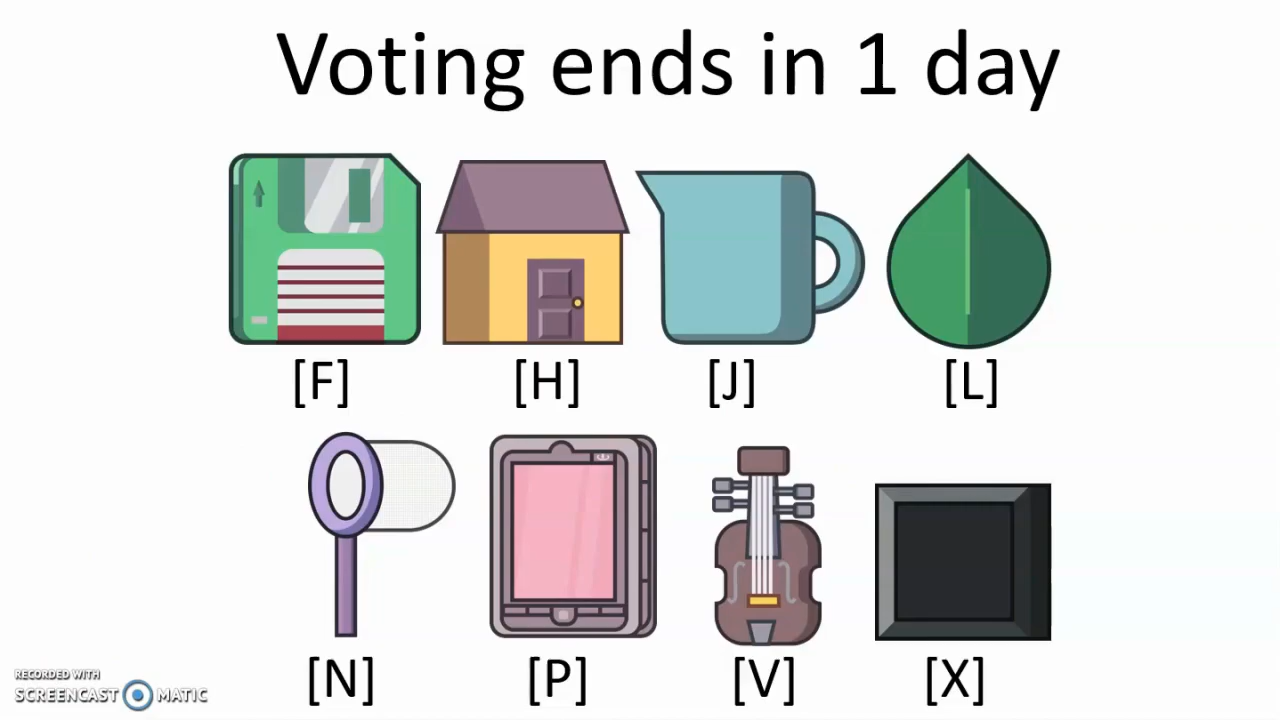 Voting ends in 1 day
[F] [H] [J] [L]
[N] [P] [V] [X]
RECORDED WITH
SCREENCAST MATIC